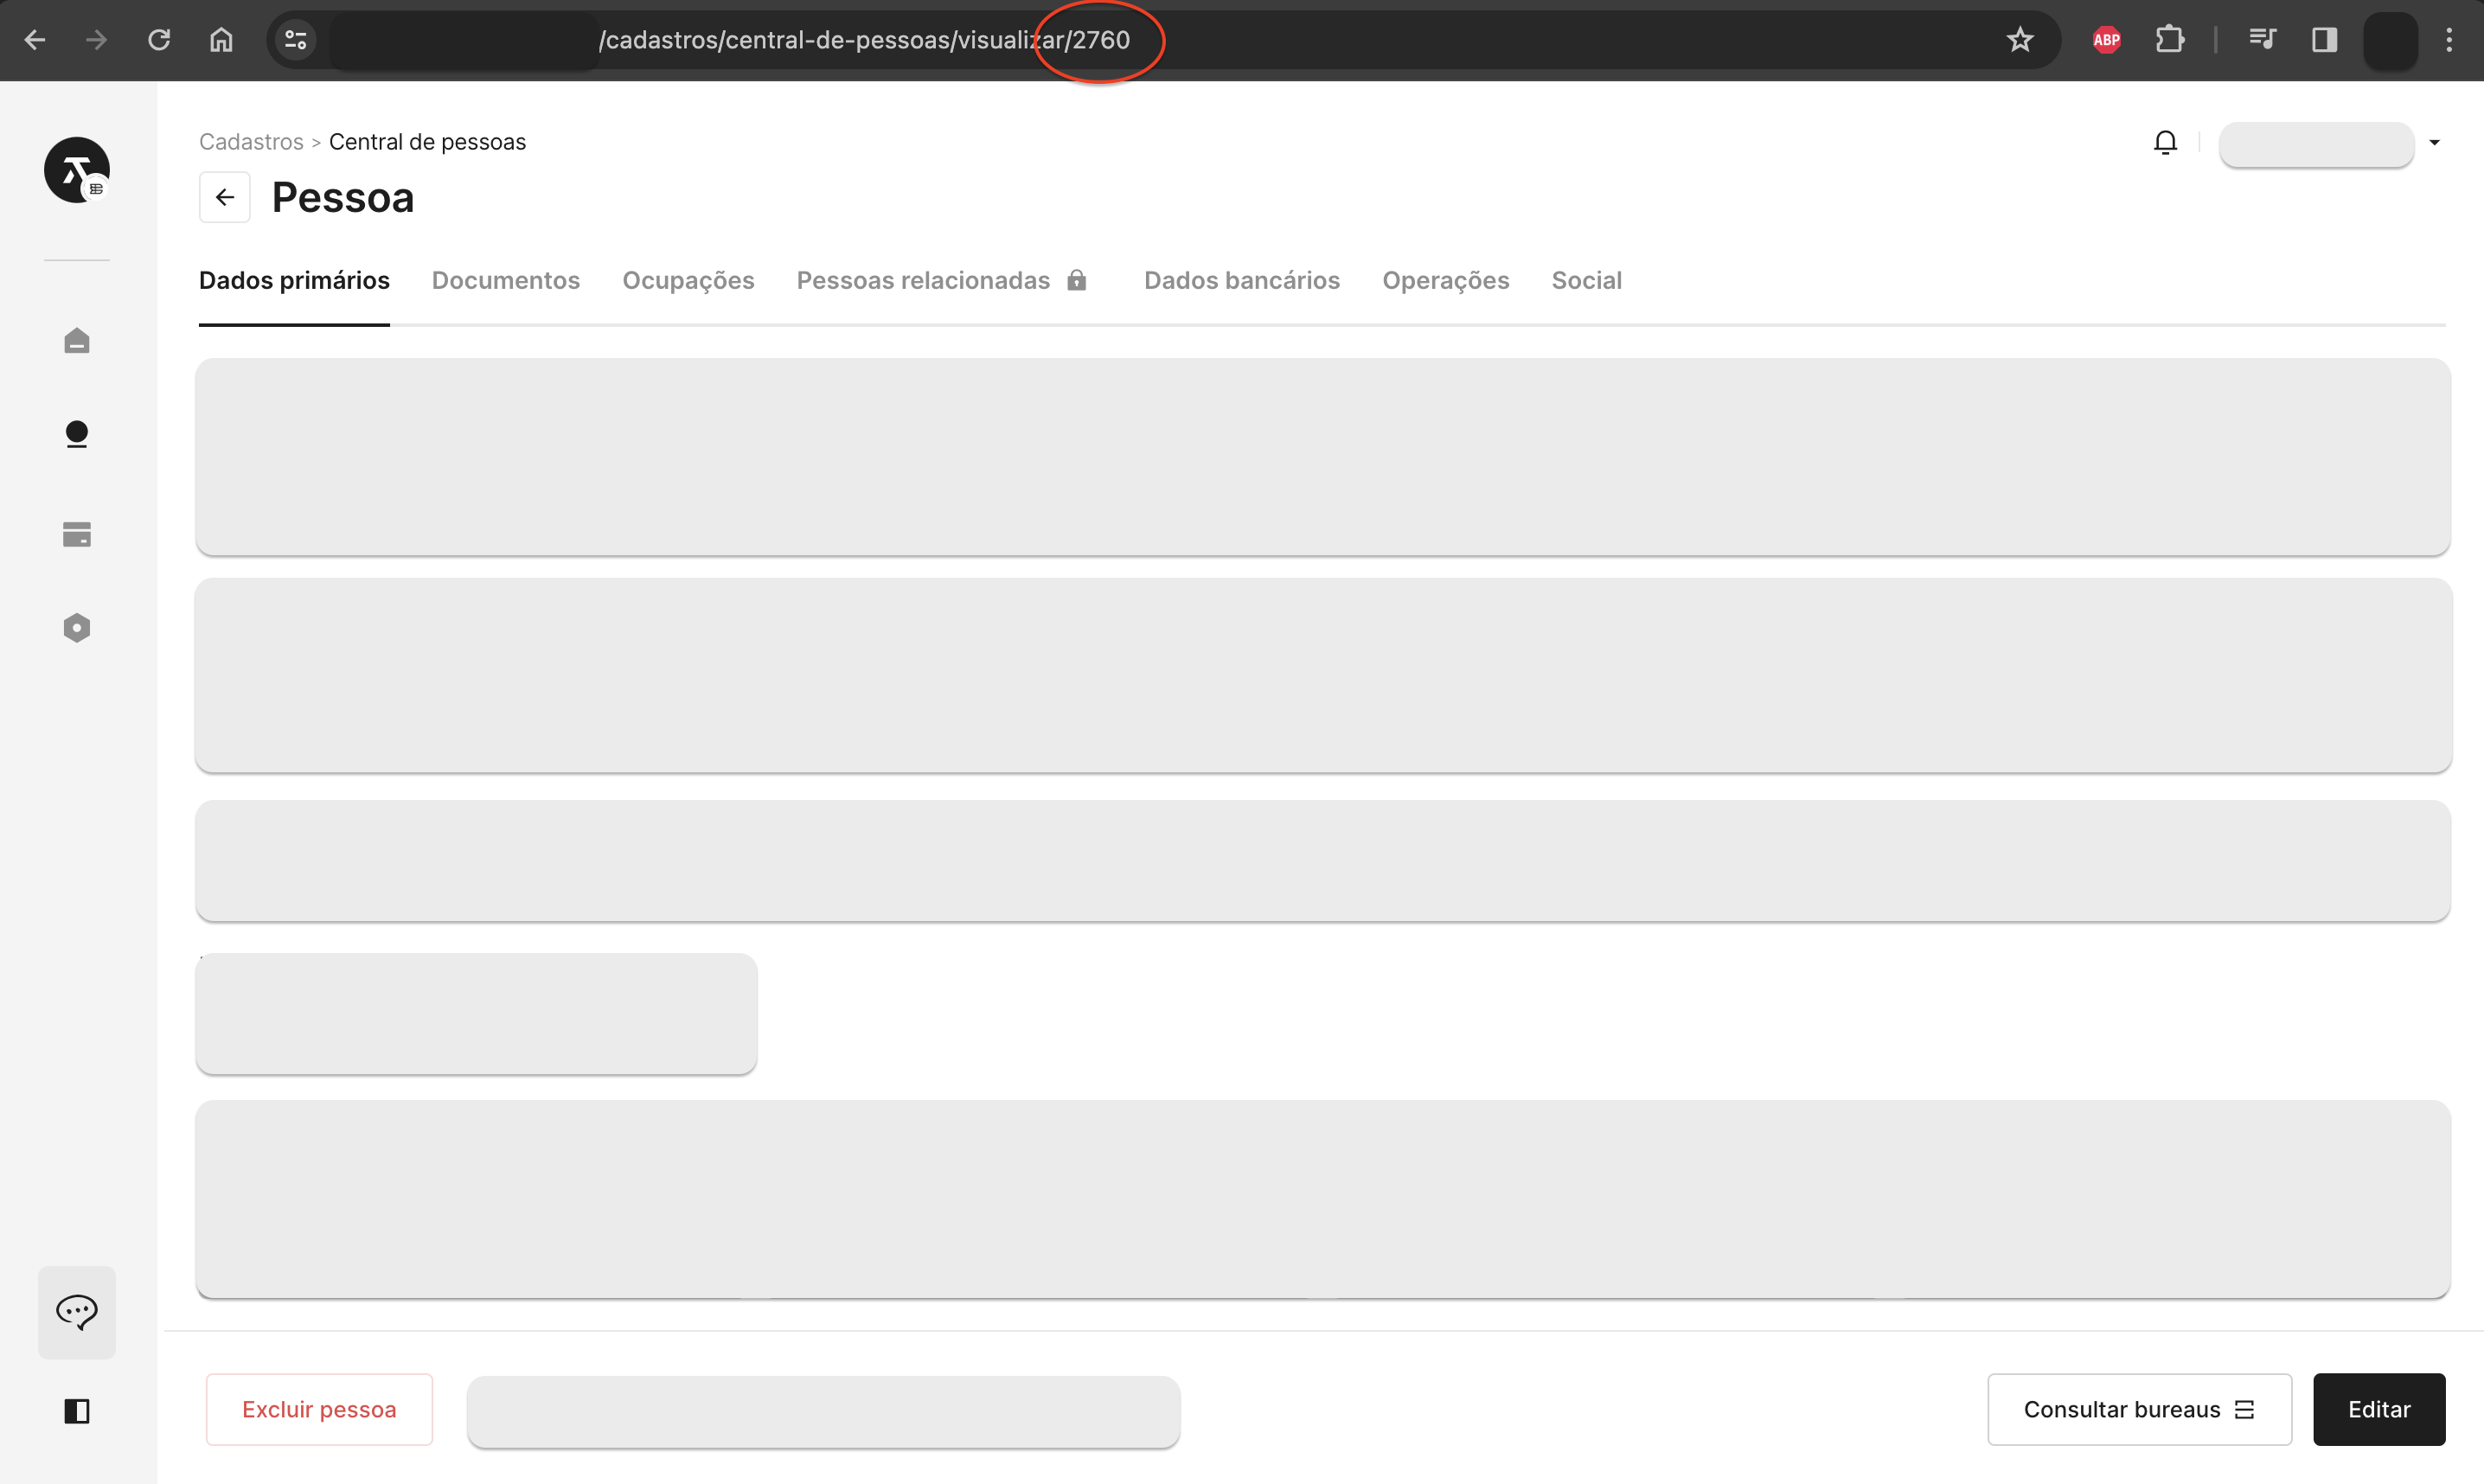 /cadastros/central-de-pessoas/visualizar/2760
ABP
Cadastros > Central de pessoas
Pessoa
Dados primários Documentos Ocupações Pessoas relacionadas Dados bancários Operações Social
Excluir pessoa
Consultar bureaus
Editar